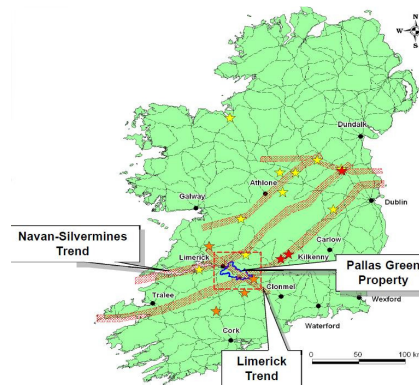 N
W
S
Dundalk
Athlone
Galway
Dublin
Navan-Silvermines
Trend
Limerick
Carlow
Kilkenny
Pallas Green
Property
Tralee
Clonmel
Wexford
Waterford
Cork
Limerick
Trend
0
50
100 k